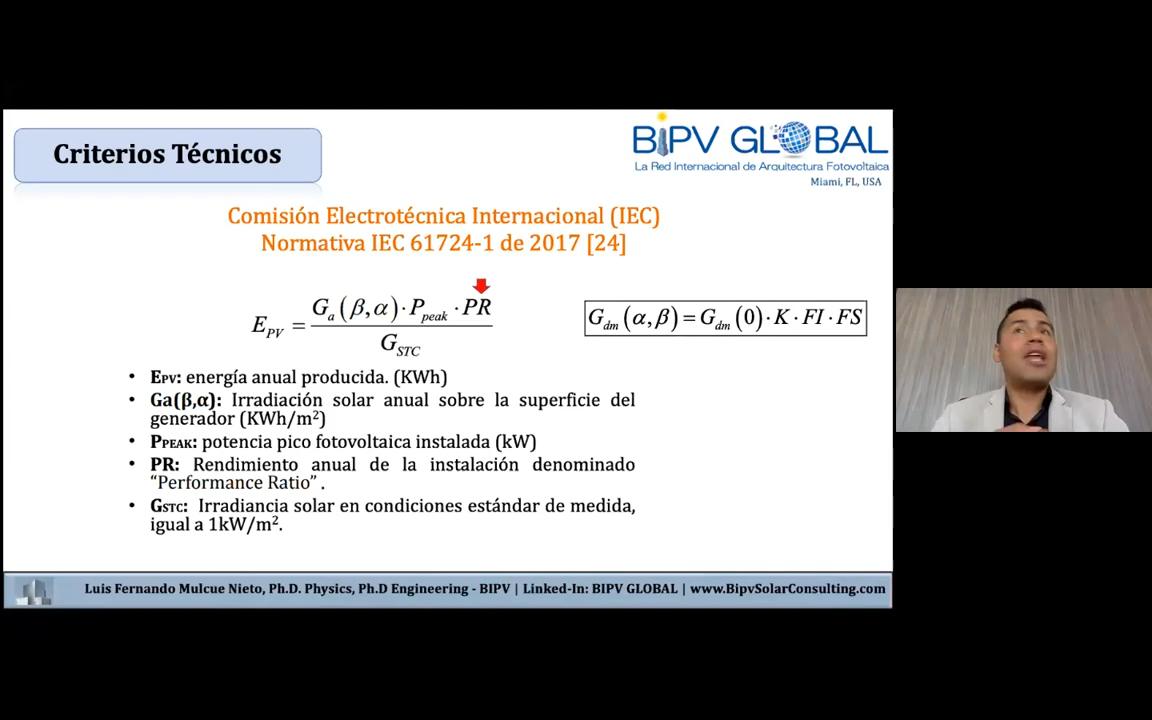 Criterios Técnicos
BIPV GLOBAL
La Red Internacional de Arquitectura Fotovoltaica
Miami, FL, USA
Comisión Electrotécnica Internacional (IEC)
Normativa IEC 61724-1 de 2017 [24]
E_PV = G_a (β,α) · P_peak · PR / G_STC
G_dm (α,β) = G_dm (0) · K · FI · FS
• EPV: energía anual producida. (KWh)
• Ga(β,α): Irradiación solar anual sobre la superficie del
generador (KWh/m²)
• PPEAK: potencia pico fotovoltaica instalada (kW)
• PR: Rendimiento anual de la instalación denominado
“Performance Ratio” .
• GSTC: Irradiancia solar en condiciones estándar de medida,
igual a 1kW/m².
Luis Fernando Mulcue Nieto, Ph.D. Physics, Ph.D Engineering - BIPV | Linked-In: BIPV GLOBAL | www.BipvSolarConsulting.com